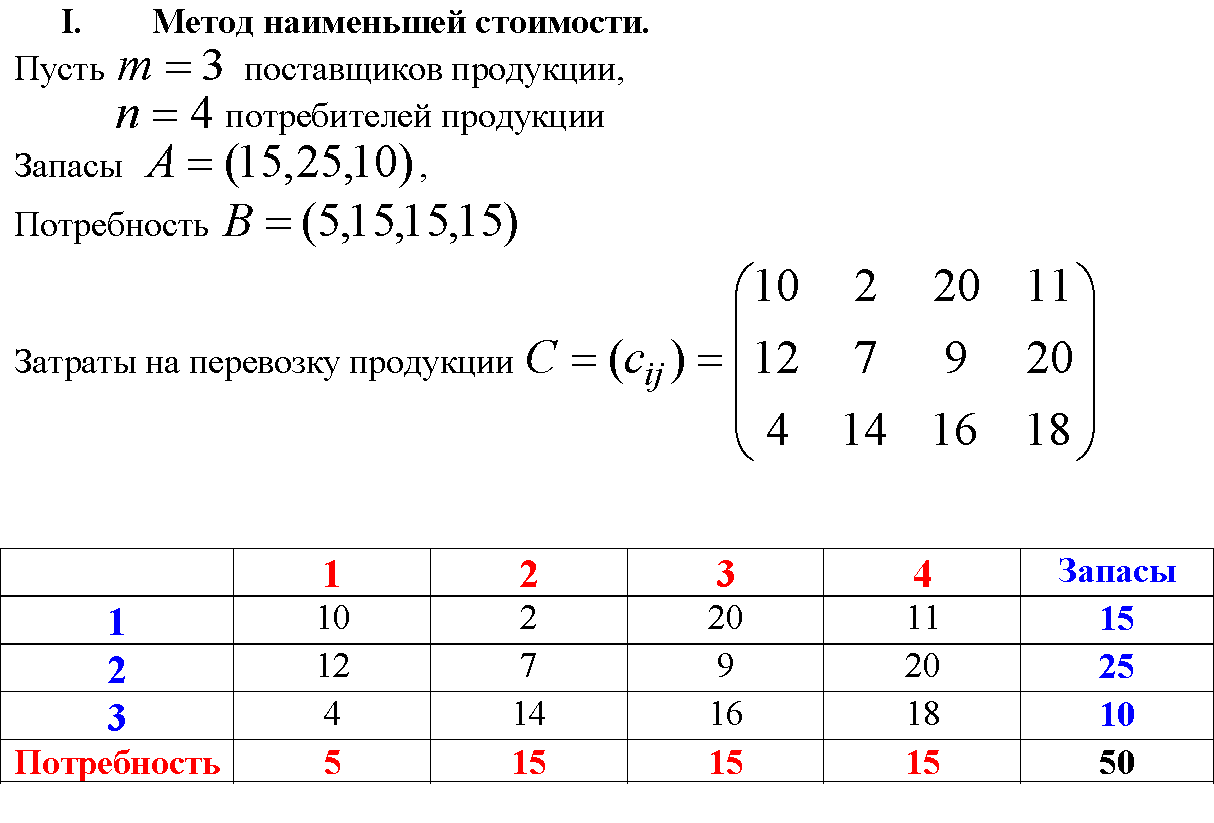 I. Метод наименьшей стоимости.
Пусть m = 3 поставщиков продукции,
n = 4 потребителей продукции
Запасы A = (15,25,10),
Потребность B = (5,15,15,15)
10 2 20 11
Затраты на перевозку продукции C = (c_ij) = 12 7 9 20
4 14 16 18
1 2 3 4 Запасы
1 10 2 20 11 15
2 12 7 9 20 25
3 4 14 16 18 10
Потребность 5 15 15 15 50